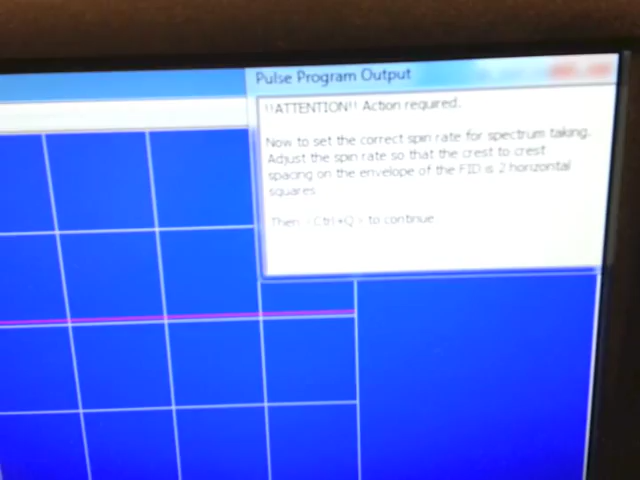 Pulse Program Output
!!ATTENTION!! Action required.
Now to set the correct spin rate for spectrum taking.
Adjust the spin rate so that the crest to crest
spacing on the envelope of the FID is 2 horizontal
squares
Then <Ctrl+Q> to continue